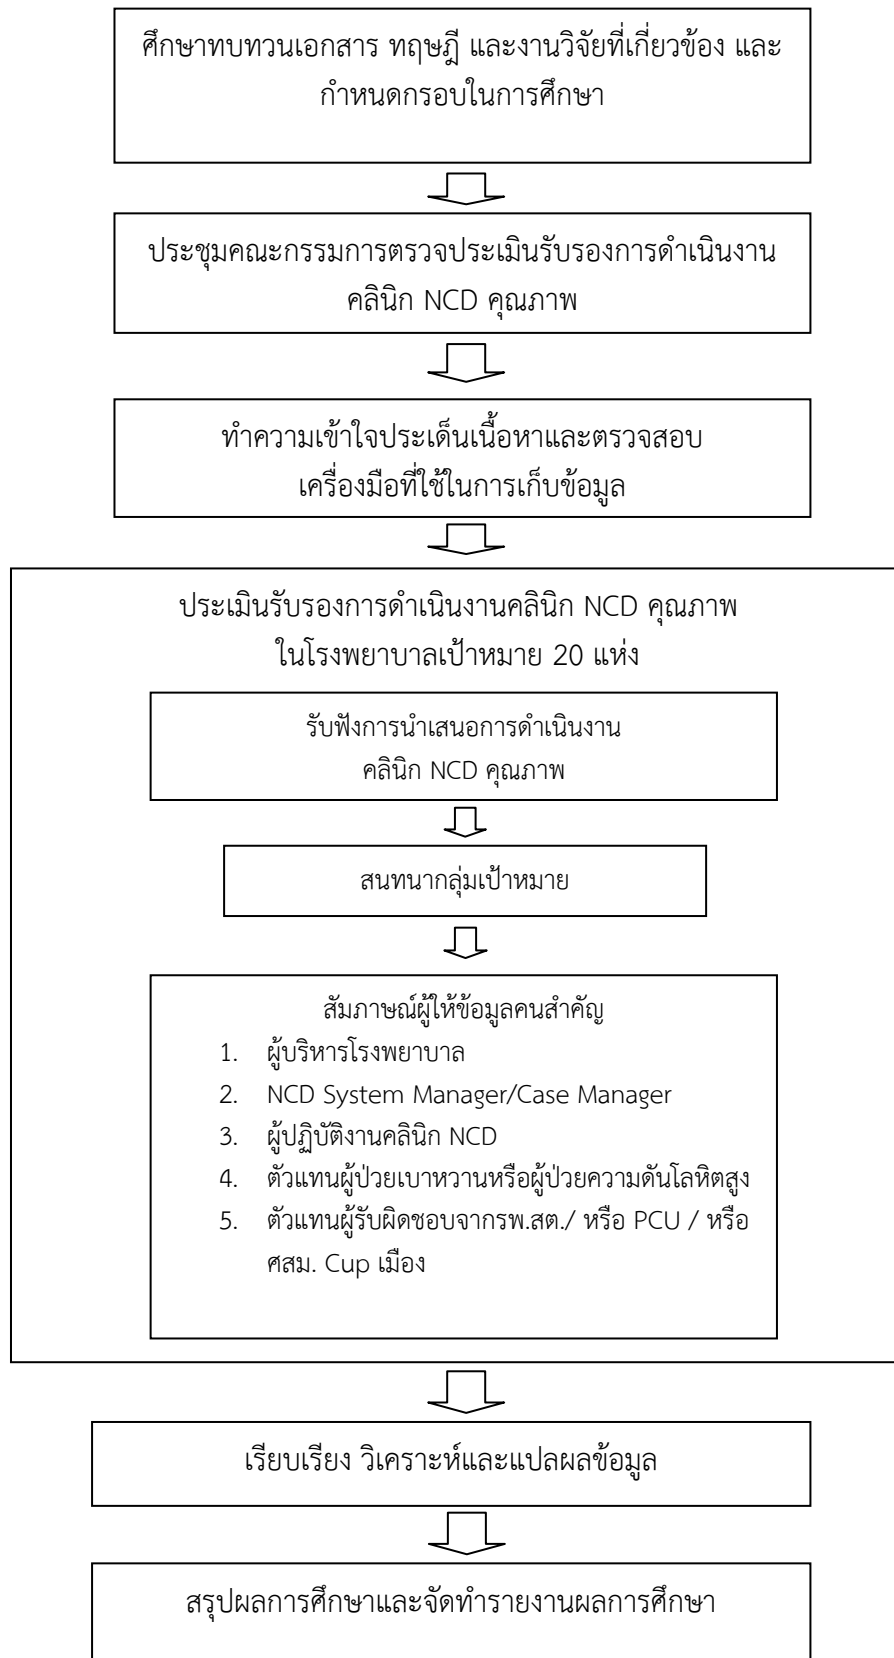 ศึกษาทบทวนเอกสาร ทฤษฎี และงานวิจัยที่เกี่ยวข้อง และ
กำหนดกรอบในการศึกษา
ประชุมคณะกรรมการตรวจประเมินรับรองการดำเนินงาน
คลินิก NCD คุณภาพ
ทำความเข้าใจประเด็นเนื้อหาและตรวจสอบ
เครื่องมือที่ใช้ในการเก็บข้อมูล
ประเมินรับรองการดำเนินงานคลินิก NCD คุณภาพ
ในโรงพยาบาลเป้าหมาย 20 แห่ง
รับฟังการนำเสนอการดำเนินงาน
คลินิก NCD คุณภาพ
สนทนากลุ่มเป้าหมาย
สัมภาษณ์ผู้ให้ข้อมูลคนสำคัญ
1. ผู้บริหารโรงพยาบาล
2. NCD System Manager/Case Manager
3. ผู้ปฏิบัติงานคลินิก NCD
4. ตัวแทนผู้ป่วยเบาหวานหรือผู้ป่วยความดันโลหิตสูง
5. ตัวแทนผู้รับผิดชอบจากรพ.สต./ หรือ PCU / หรือ
ศสม. Cup เมือง
เรียบเรียง วิเคราะห์และแปลผลข้อมูล
สรุปผลการศึกษาและจัดทำรายงานผลการศึกษา